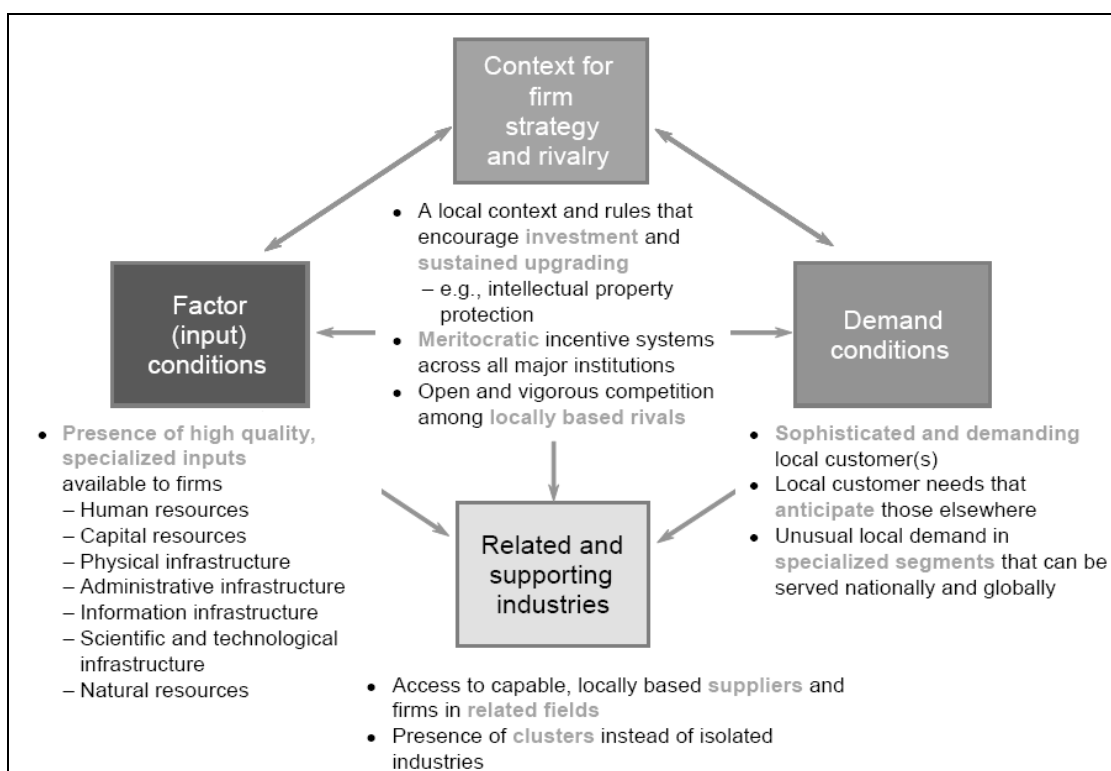 Context for
firm
strategy
and rivalry
• A local context and rules that
encourage investment and
sustained upgrading
– e.g., intellectual property
protection
• Meritocratic incentive systems
across all major institutions
• Open and vigorous competition
among locally based rivals
Factor
(input)
conditions
• Presence of high quality,
specialized inputs
available to firms
– Human resources
– Capital resources
– Physical infrastructure
– Administrative infrastructure
– Information infrastructure
– Scientific and technological
infrastructure
– Natural resources
Demand
conditions
• Sophisticated and demanding
local customer(s)
• Local customer needs that
anticipate those elsewhere
• Unusual local demand in
specialized segments that can be
served nationally and globally
Related and
supporting
industries
• Access to capable, locally based suppliers and
firms in related fields
• Presence of clusters instead of isolated
industries